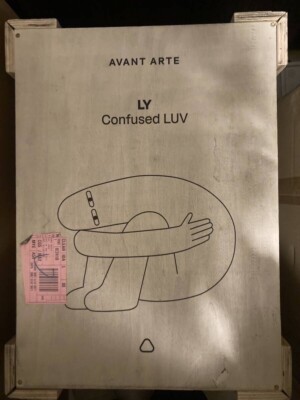 AVANT ARTE
LY
Confused LUV